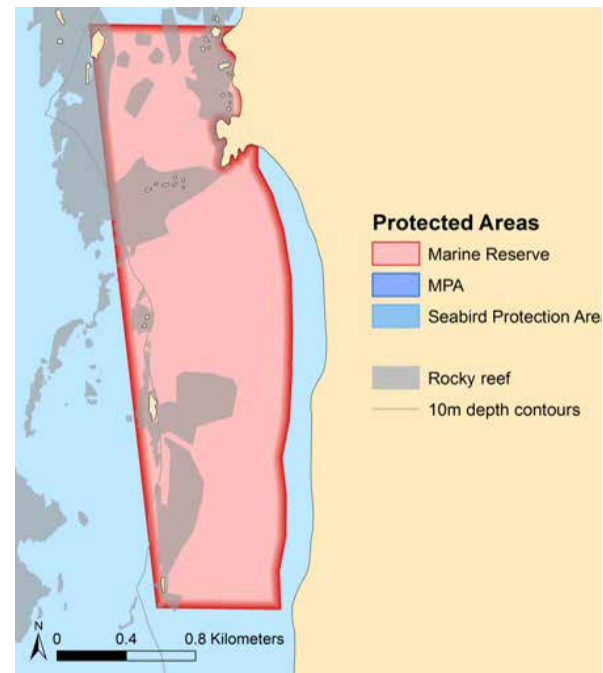 Protected Areas
Marine Reserve
MPA
Seabird Protection Area
Rocky reef
10m depth contours
N
0 0.4 0.8 Kilometers